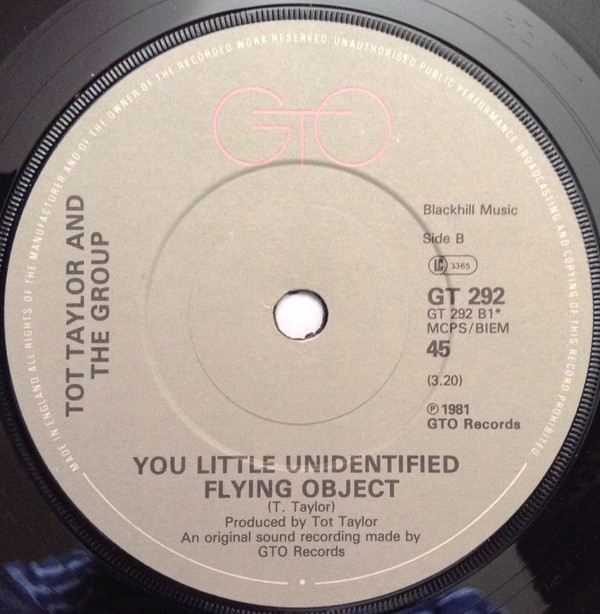 MADE IN ENGLAND ALL RIGHTS OF THE MANUFACTURER AND OF THE OWNER OF THE RECORDED WORK RESERVED UNAUTHORISED PUBLIC PERFORMANCE BROADCASTING AND COPYING OF THIS RECORD PROHIBITED.
GTO
TOT TAYLOR AND
THE GROUP
Blackhill Music
Side B
LC 3365
GT 292
GT 292 B1*
MCPS/BIEM
45
(3.20)
℗ 1981
GTO Records
YOU LITTLE UNIDENTIFIED
FLYING OBJECT
(T. Taylor)
Produced by Tot Taylor
An original sound recording made by
GTO Records